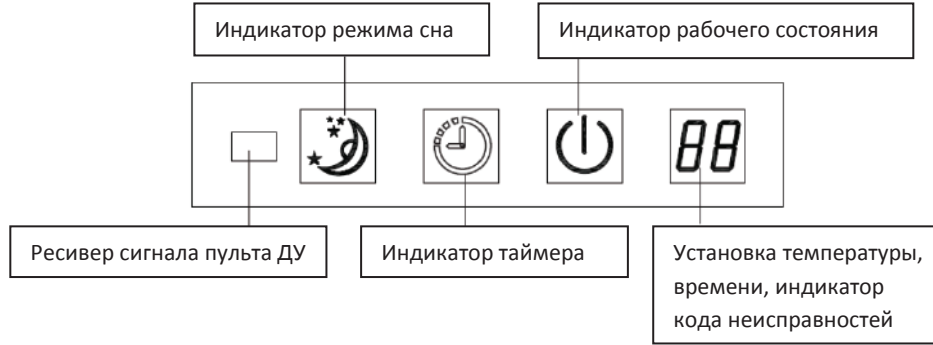 Индикатор режима сна
Индикатор рабочего состояния
88
Ресивер сигнала пульта ДУ
Индикатор таймера
Установка температуры,
времени, индикатор
кода неисправностей